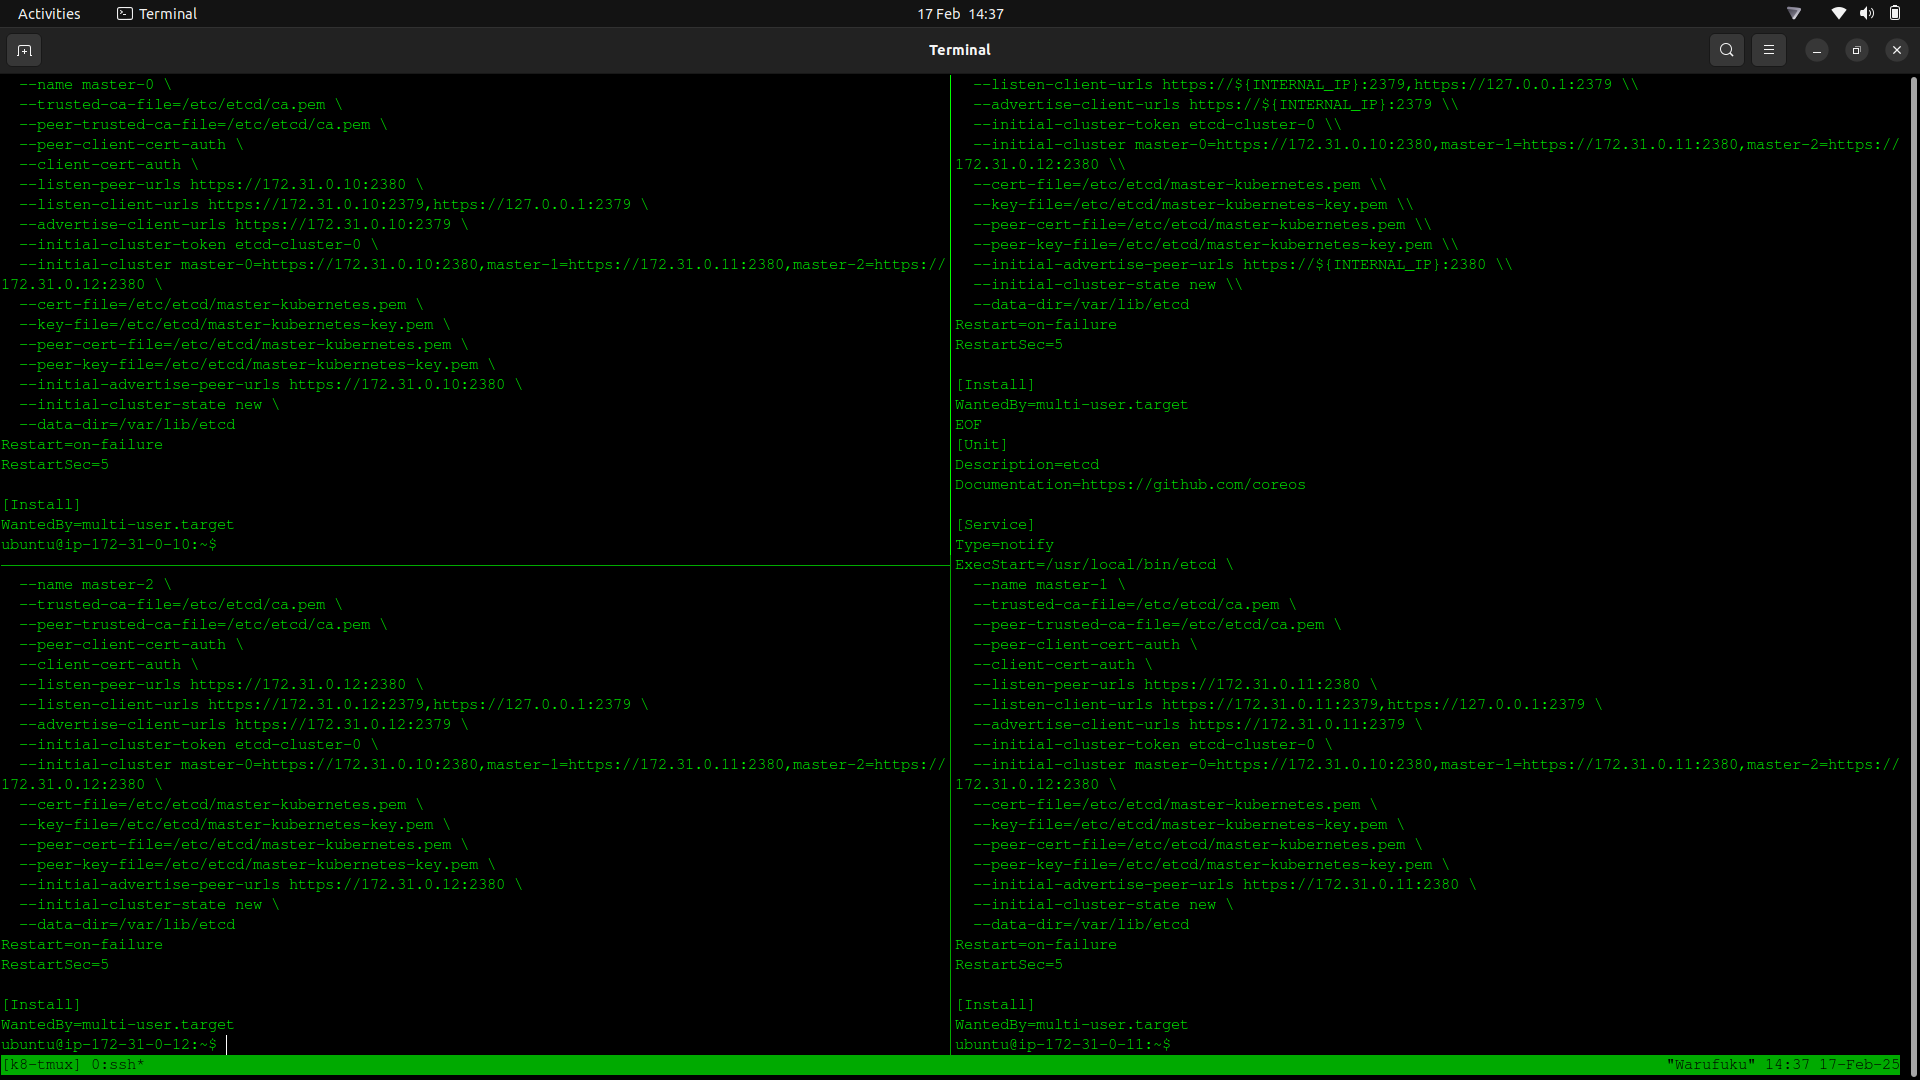 Activities
Terminal
17 Feb 14:37
Terminal
--name master-0 \
--trusted-ca-file=/etc/etcd/ca.pem \
--peer-trusted-ca-file=/etc/etcd/ca.pem \
--peer-client-cert-auth \
--client-cert-auth \
--listen-peer-urls https://172.31.0.10:2380 \
--listen-client-urls https://172.31.0.10:2379,https://127.0.0.1:2379 \
--advertise-client-urls https://172.31.0.10:2379 \
--initial-cluster-token etcd-cluster-0 \
--initial-cluster master-0=https://172.31.0.10:2380,master-1=https://172.31.0.11:2380,master-2=https://
172.31.0.12:2380 \
--cert-file=/etc/etcd/master-kubernetes.pem \
--key-file=/etc/etcd/master-kubernetes-key.pem \
--peer-cert-file=/etc/etcd/master-kubernetes.pem \
--peer-key-file=/etc/etcd/master-kubernetes-key.pem \
--initial-advertise-peer-urls https://172.31.0.10:2380 \
--initial-cluster-state new \
--data-dir=/var/lib/etcd
Restart=on-failure
RestartSec=5
[Install]
WantedBy=multi-user.target
ubuntu@ip-172-31-0-10:~$
--name master-2 \
--trusted-ca-file=/etc/etcd/ca.pem \
--peer-trusted-ca-file=/etc/etcd/ca.pem \
--peer-client-cert-auth \
--client-cert-auth \
--listen-peer-urls https://172.31.0.12:2380 \
--listen-client-urls https://172.31.0.12:2379,https://127.0.0.1:2379 \
--advertise-client-urls https://172.31.0.12:2379 \
--initial-cluster-token etcd-cluster-0 \
--initial-cluster master-0=https://172.31.0.10:2380,master-1=https://172.31.0.11:2380,master-2=https://
172.31.0.12:2380 \
--cert-file=/etc/etcd/master-kubernetes.pem \
--key-file=/etc/etcd/master-kubernetes-key.pem \
--peer-cert-file=/etc/etcd/master-kubernetes.pem \
--peer-key-file=/etc/etcd/master-kubernetes-key.pem \
--initial-advertise-peer-urls https://172.31.0.12:2380 \
--initial-cluster-state new \
--data-dir=/var/lib/etcd
Restart=on-failure
RestartSec=5
[Install]
WantedBy=multi-user.target
ubuntu@ip-172-31-0-12:~$
--listen-client-urls https://${INTERNAL_IP}:2379,https://127.0.0.1:2379 \\
--advertise-client-urls https://${INTERNAL_IP}:2379 \\
--initial-cluster-token etcd-cluster-0 \\
--initial-cluster master-0=https://172.31.0.10:2380,master-1=https://172.31.0.11:2380,master-2=https://
172.31.0.12:2380 \\
--cert-file=/etc/etcd/master-kubernetes.pem \\
--key-file=/etc/etcd/master-kubernetes-key.pem \\
--peer-cert-file=/etc/etcd/master-kubernetes.pem \\
--peer-key-file=/etc/etcd/master-kubernetes-key.pem \\
--initial-advertise-peer-urls https://${INTERNAL_IP}:2380 \\
--initial-cluster-state new \\
--data-dir=/var/lib/etcd
Restart=on-failure
RestartSec=5
[Install]
WantedBy=multi-user.target
EOF
[Unit]
Description=etcd
Documentation=https://github.com/coreos
[Service]
Type=notify
ExecStart=/usr/local/bin/etcd \
--name master-1 \
--trusted-ca-file=/etc/etcd/ca.pem \
--peer-trusted-ca-file=/etc/etcd/ca.pem \
--peer-client-cert-auth \
--client-cert-auth \
--listen-peer-urls https://172.31.0.11:2380 \
--listen-client-urls https://172.31.0.11:2379,https://127.0.0.1:2379 \
--advertise-client-urls https://172.31.0.11:2379 \
--initial-cluster-token etcd-cluster-0 \
--initial-cluster master-0=https://172.31.0.10:2380,master-1=https://172.31.0.11:2380,master-2=https://
172.31.0.12:2380 \
--cert-file=/etc/etcd/master-kubernetes.pem \
--key-file=/etc/etcd/master-kubernetes-key.pem \
--peer-cert-file=/etc/etcd/master-kubernetes.pem \
--peer-key-file=/etc/etcd/master-kubernetes-key.pem \
--initial-advertise-peer-urls https://172.31.0.11:2380 \
--initial-cluster-state new \
--data-dir=/var/lib/etcd
Restart=on-failure
RestartSec=5
[Install]
WantedBy=multi-user.target
ubuntu@ip-172-31-0-11:~$
[k8-tmux] 0:ssh*
"Warufuku" 14:37 17-Feb-25